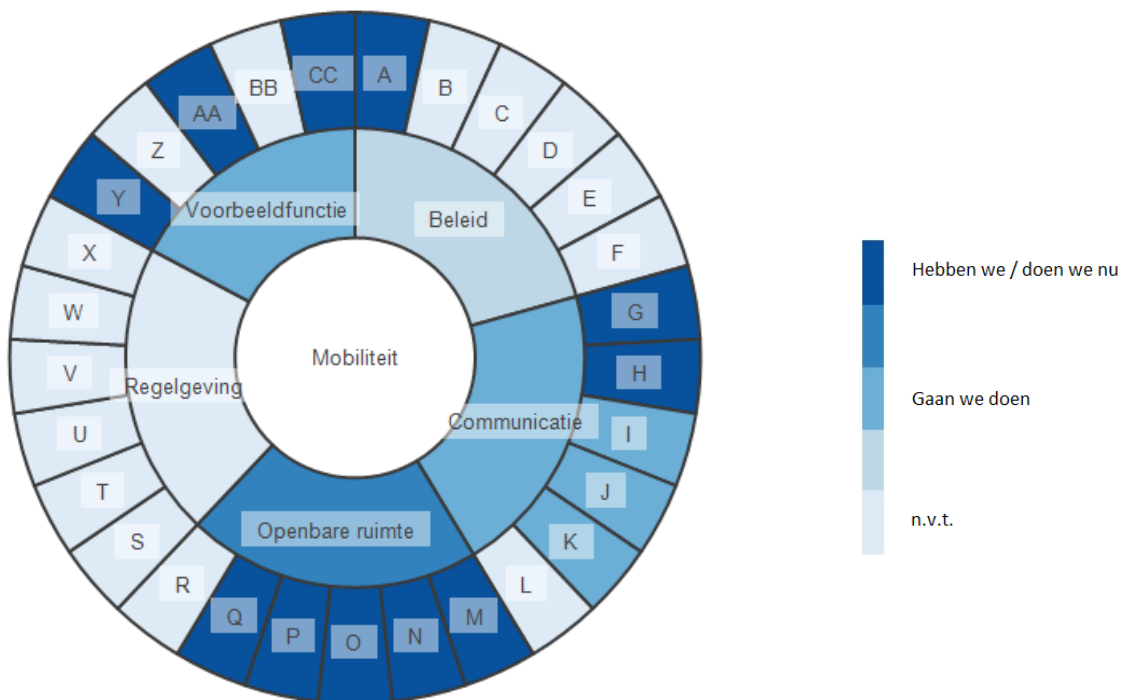 A
B
C
D
E
F
G
H
I
J
K
L
M
N
O
P
Q
R
S
T
U
V
W
X
Y
Z
AA
BB
CC
Voorbeeldfunctie
Beleid
Communicatie
Openbare ruimte
Regelgeving
Mobiliteit
Hebben we / doen we nu
Gaan we doen
n.v.t.